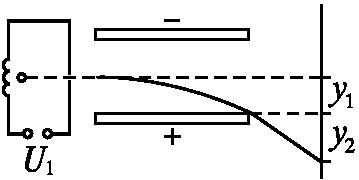 −
y₁
+
y₂
U₁